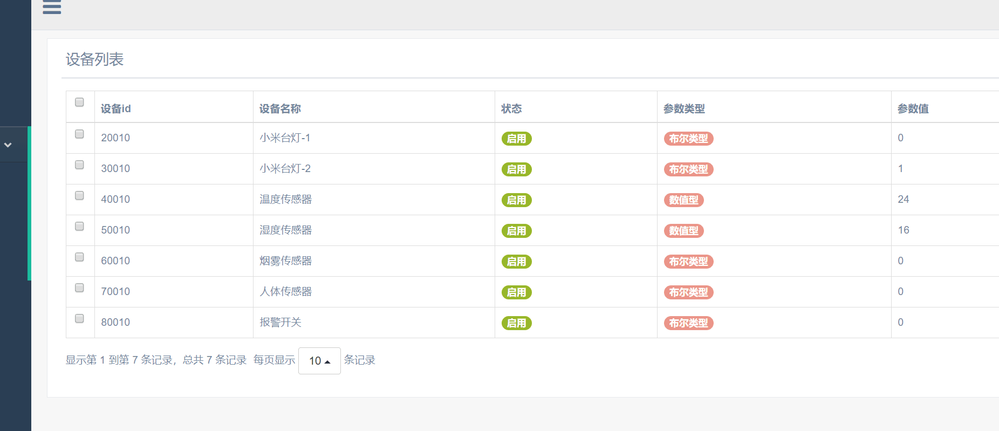 设备列表
设备id 设备名称 状态 参数类型 参数值
20010 小米台灯-1 启用 布尔类型 0
30010 小米台灯-2 启用 布尔类型 1
40010 温度传感器 启用 数值型 24
50010 湿度传感器 启用 数值型 16
60010 烟雾传感器 启用 布尔类型 0
70010 人体传感器 启用 布尔类型 0
80010 报警开关 启用 布尔类型 0
显示第 1 到第 7 条记录，总共 7 条记录 每页显示 10 条记录